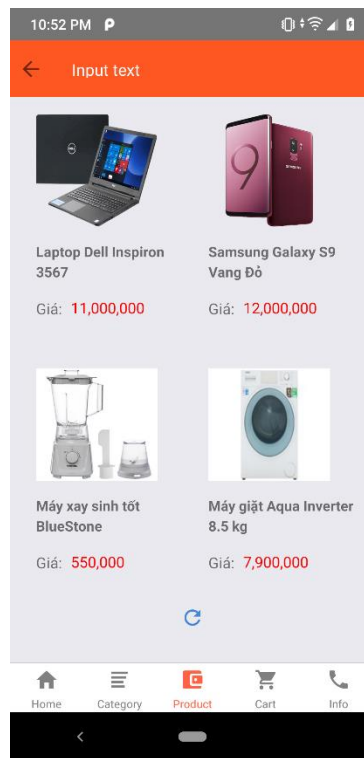 10:52 PM
Input text
Laptop Dell Inspiron
3567
Giá: 11,000,000
Samsung Galaxy S9
Vang Đỏ
Giá: 12,000,000
Máy xay sinh tốt
BlueStone
Giá: 550,000
Máy giặt Aqua Inverter
8.5 kg
Giá: 7,900,000
Home
Category
Product
Cart
Info